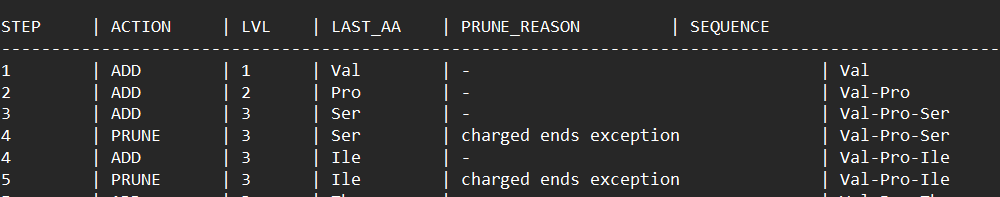 STEP | ACTION | LVL | LAST_AA | PRUNE_REASON | SEQUENCE
----------------------------------------------------------------------------------------------------
1 | ADD | 1 | Val | - | Val
2 | ADD | 2 | Pro | - | Val-Pro
3 | ADD | 3 | Ser | - | Val-Pro-Ser
4 | PRUNE | 3 | Ser | charged ends exception | Val-Pro-Ser
4 | ADD | 3 | Ile | - | Val-Pro-Ile
5 | PRUNE | 3 | Ile | charged ends exception | Val-Pro-Ile